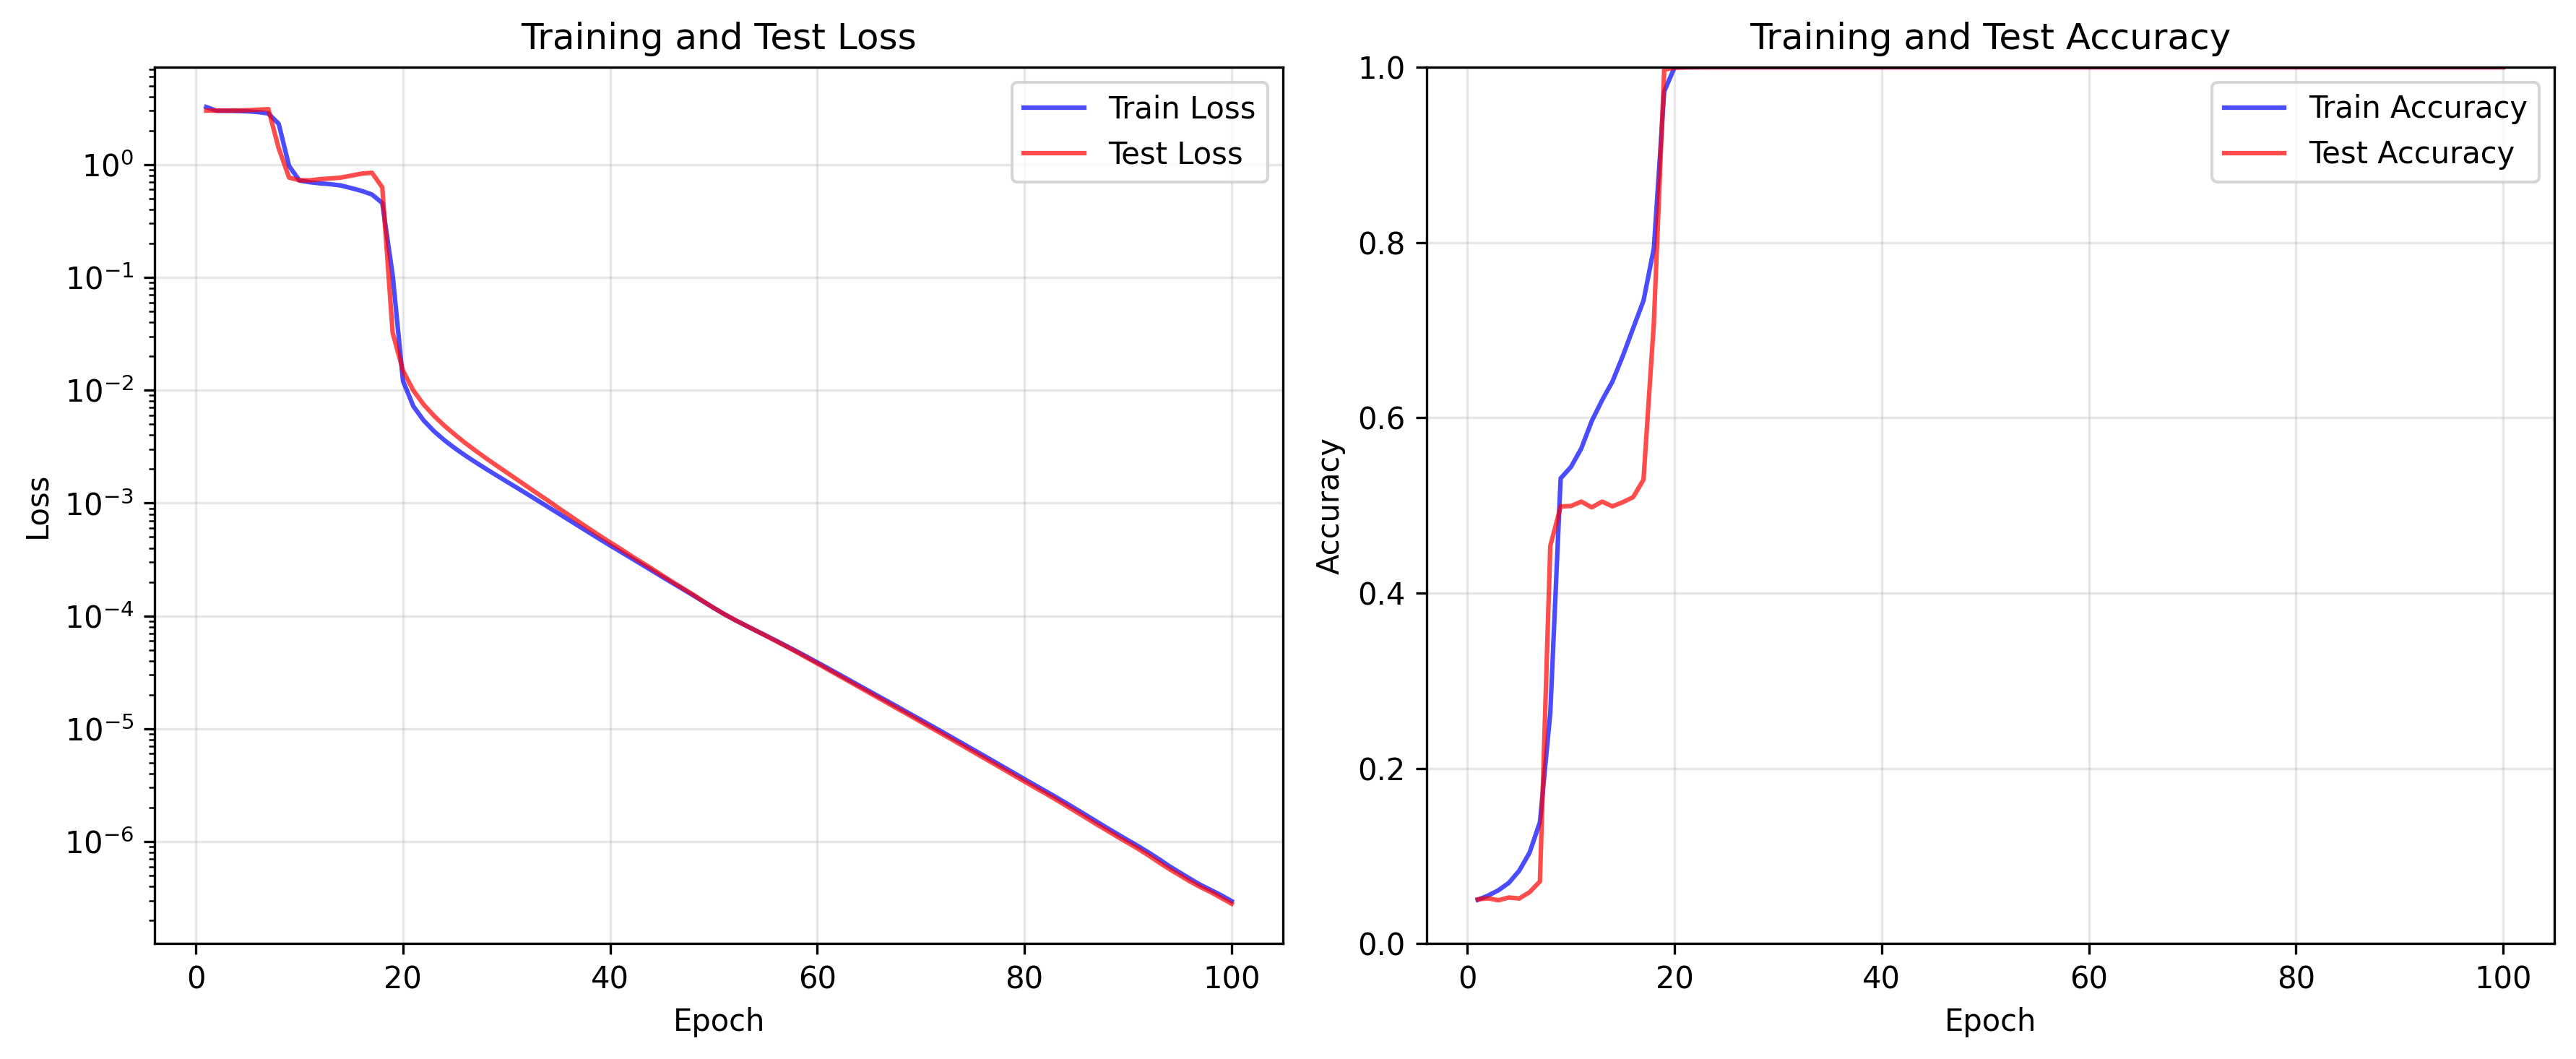 Training and Test Loss
Train Loss
Test Loss
10⁰
10⁻¹
10⁻²
10⁻³
10⁻⁴
10⁻⁵
10⁻⁶
Loss
0 20 40 60 80 100
Epoch
Training and Test Accuracy
Train Accuracy
Test Accuracy
1.0
0.8
0.6
0.4
0.2
0.0
Accuracy
0 20 40 60 80 100
Epoch